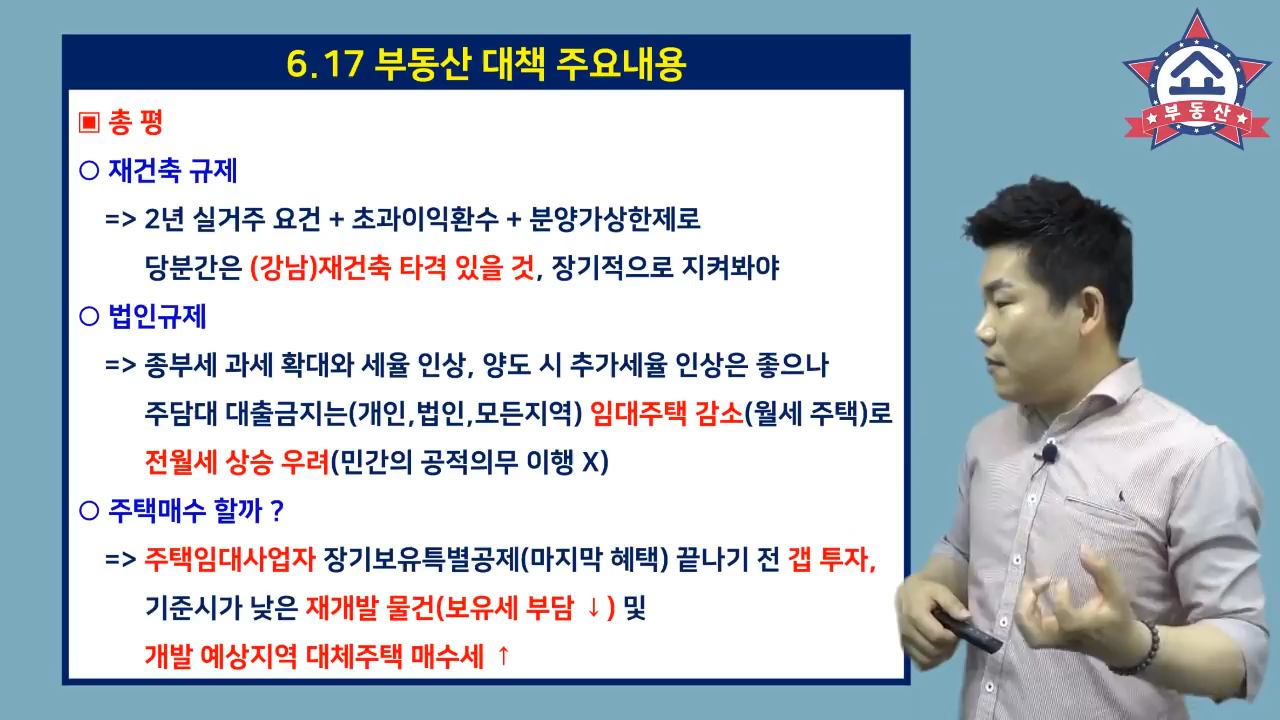 6.17 부동산 대책 주요내용
부동산
▣ 총 평
○ 재건축 규제
=> 2년 실거주 요건 + 초과이익환수 + 분양가상한제로
당분간은 (강남)재건축 타격 있을 것, 장기적으로 지켜봐야
○ 법인규제
=> 종부세 과세 확대와 세율 인상, 양도 시 추가세율 인상은 좋으나
주담대 대출금지는(개인,법인,모든지역) 임대주택 감소(월세 주택)로
전월세 상승 우려(민간의 공적의무 이행 X)
○ 주택매수 할까 ?
=> 주택임대사업자 장기보유특별공제(마지막 혜택) 끝나기 전 갭 투자,
기준시가 낮은 재개발 물건(보유세 부담 ↓) 및
개발 예상지역 대체주택 매수세 ↑